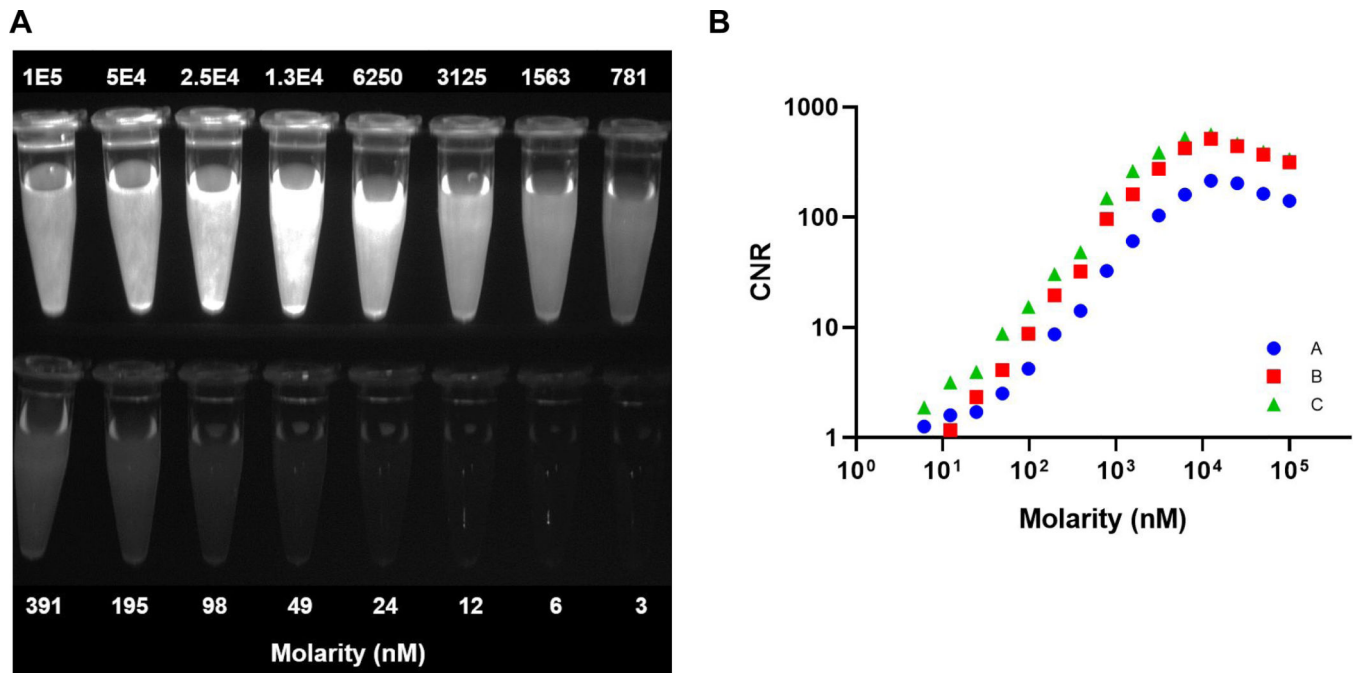 A
1E5 5E4 2.5E4 1.3E4 6250 3125 1563 781
391 195 98 49 24 12 6 3
Molarity (nM)
B
1000
100
10
1
CNR
10⁰ 10¹ 10² 10³ 10⁴ 10⁵
Molarity (nM)
A
B
C